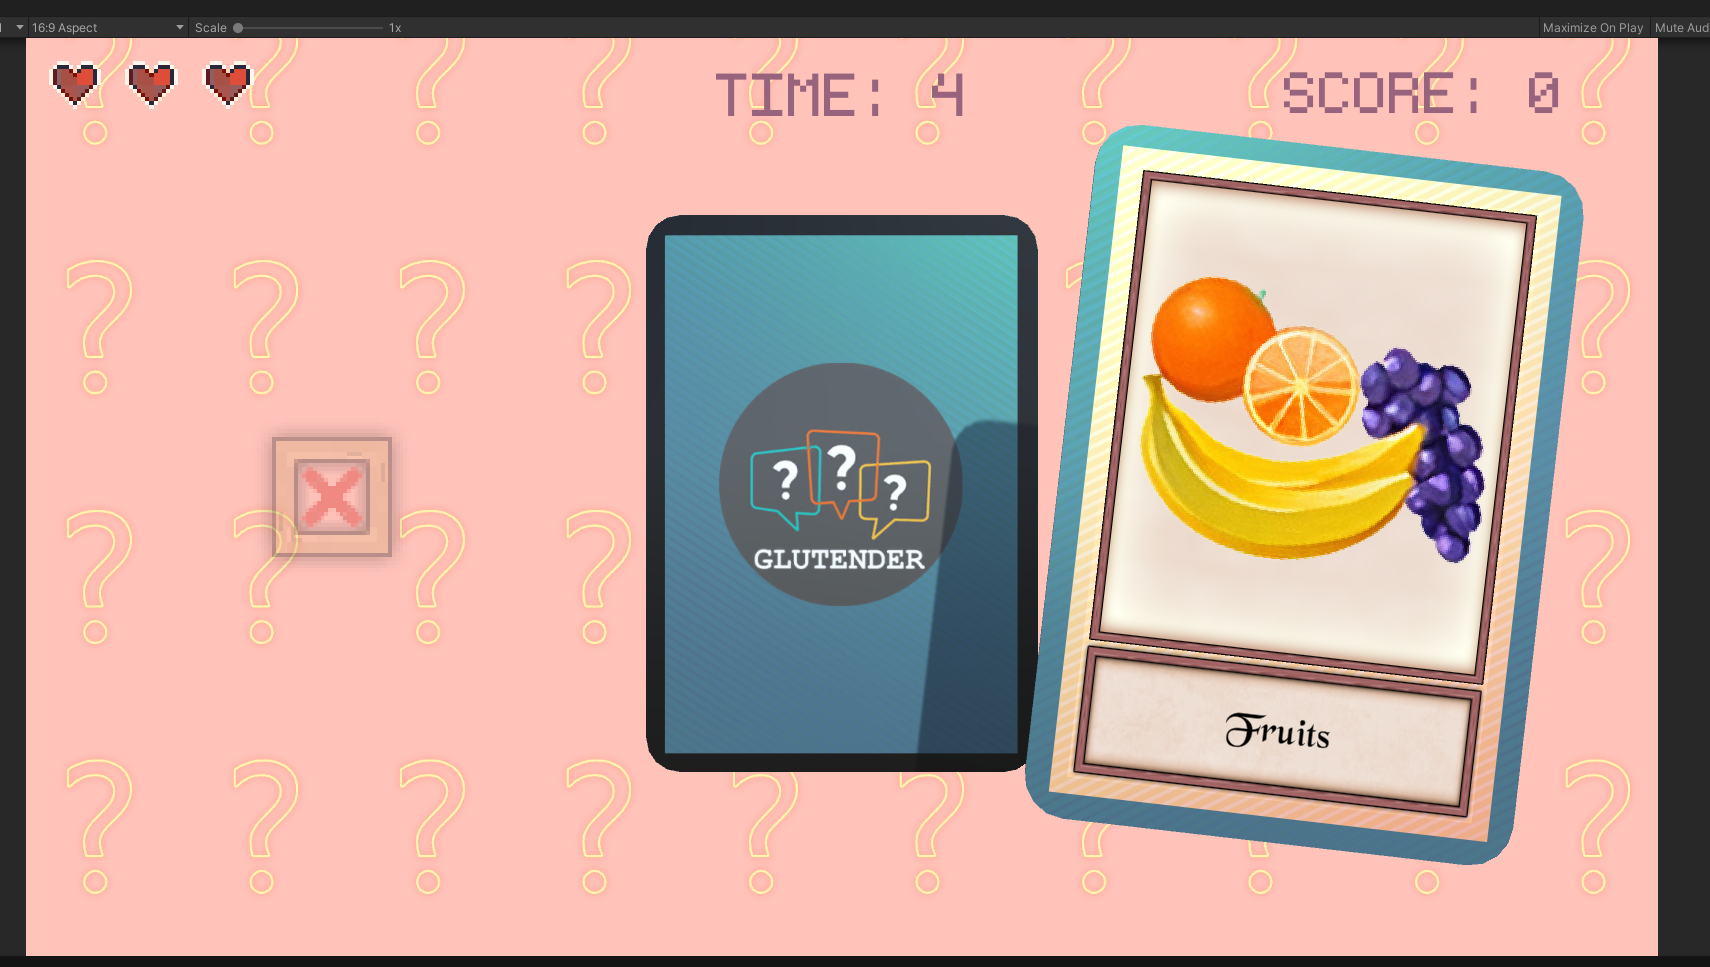 16:9 Aspect
Scale
1x
Maximize On Play
Mute Aud
TIME: 4
SCORE: 0
? ? ?
GLUTENDER
Fruits